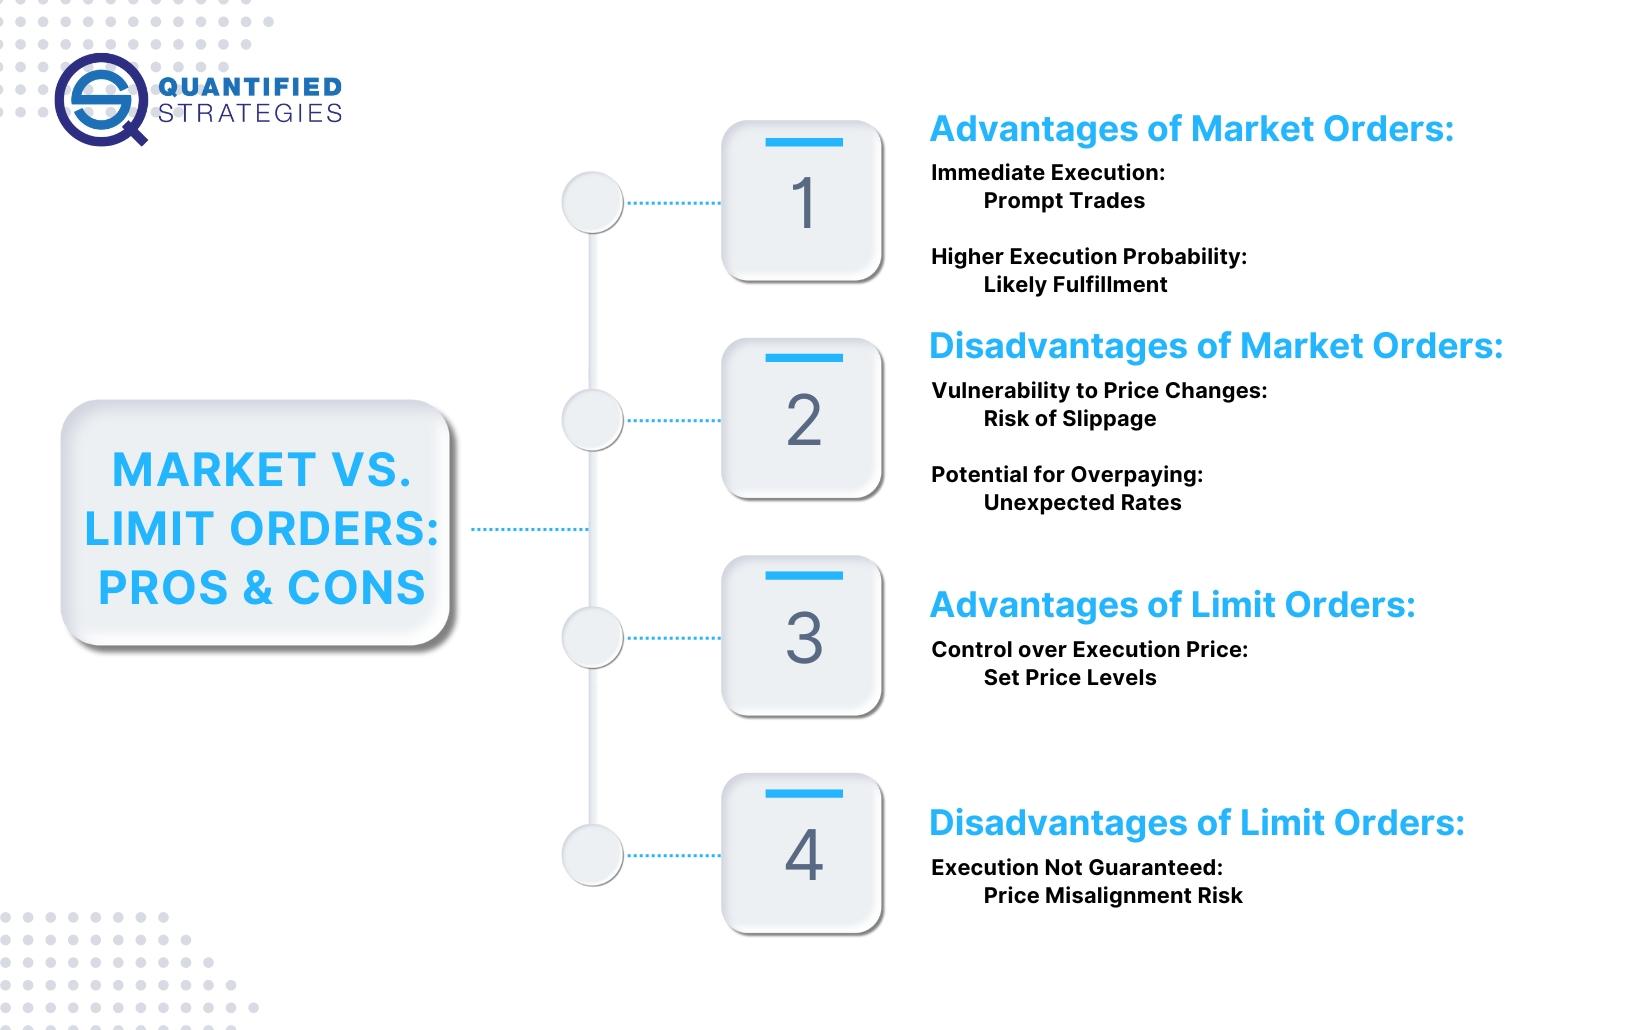 QUANTIFIED
STRATEGIES
MARKET VS.
LIMIT ORDERS:
PROS & CONS
1
Advantages of Market Orders:
Immediate Execution:
Prompt Trades
Higher Execution Probability:
Likely Fulfillment
2
Disadvantages of Market Orders:
Vulnerability to Price Changes:
Risk of Slippage
Potential for Overpaying:
Unexpected Rates
3
Advantages of Limit Orders:
Control over Execution Price:
Set Price Levels
4
Disadvantages of Limit Orders:
Execution Not Guaranteed:
Price Misalignment Risk